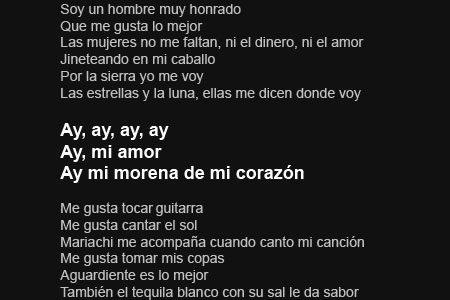 Soy un hombre muy honrado
Que me gusta lo mejor
Las mujeres no me faltan, ni el dinero, ni el amor
Jineteando en mi caballo
Por la sierra yo me voy
Las estrellas y la luna, ellas me dicen donde voy
Ay, ay, ay, ay
Ay, mi amor
Ay mi morena de mi corazón
Me gusta tocar guitarra
Me gusta cantar el sol
Mariachi me acompaña cuando canto mi canción
Me gusta tomar mis copas
Aguardiente es lo mejor
También el tequila blanco con su sal le da sabor